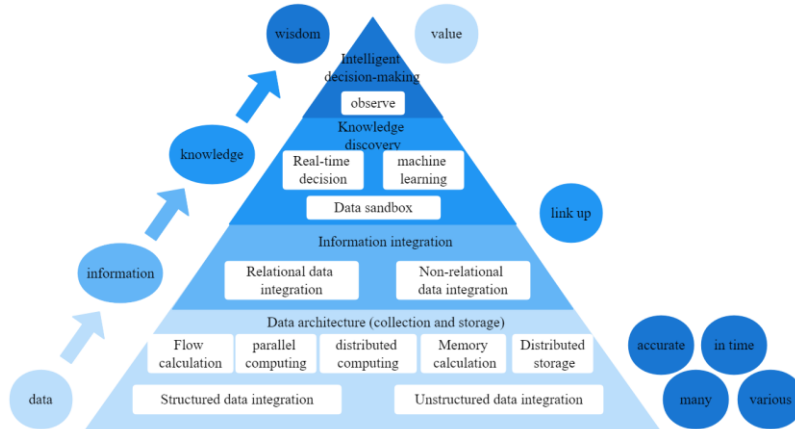 wisdom
value
Intelligent
decision-making
observe
knowledge
Knowledge
discovery
Real-time
decision
machine
learning
Data sandbox
link up
information
Information integration
Relational data
integration
Non-relational
data integration
Data architecture (collection and storage)
Flow
calculation
parallel
computing
distributed
computing
Memory
calculation
Distributed
storage
accurate
in time
data
Structured data integration
Unstructured data integration
many
various